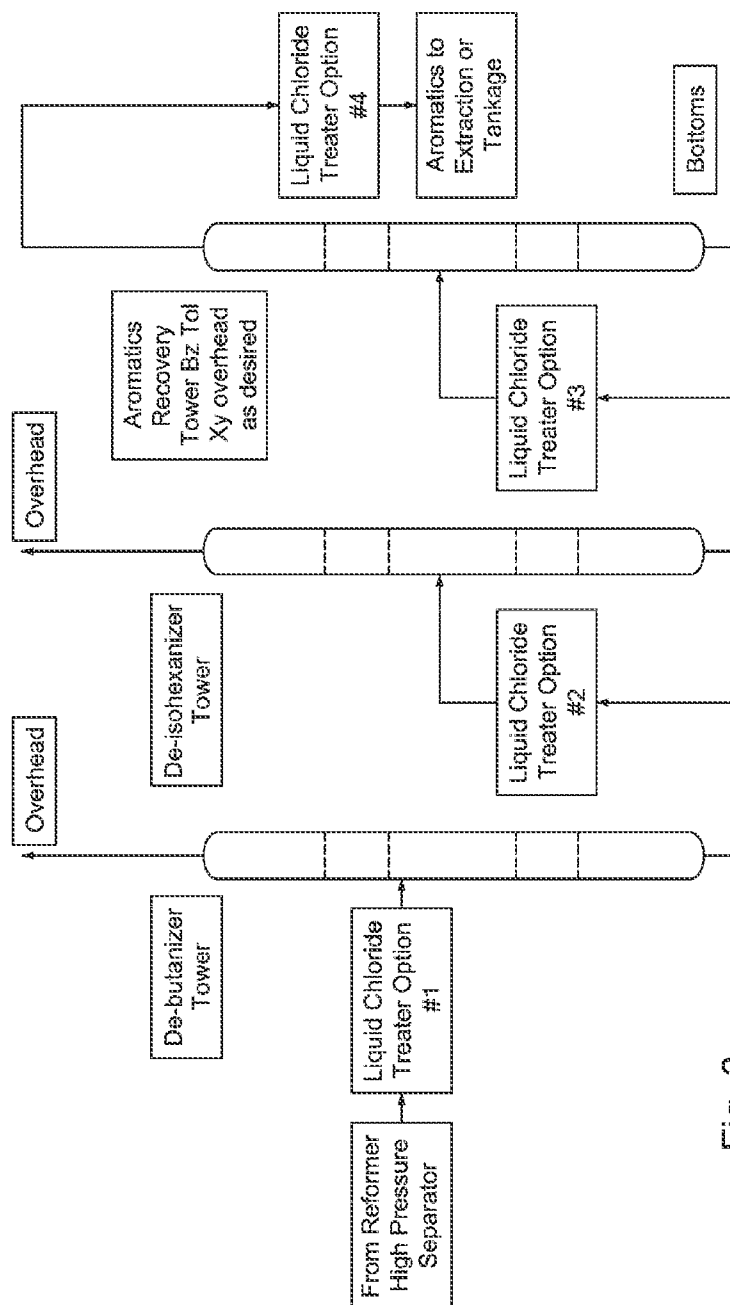 From Reformer
High Pressure
Separator
Liquid Chloride
Treater Option
#1
De-butanizer
Tower
Overhead
Liquid Chloride
Treater Option
#2
De-isohexanizer
Tower
Overhead
Liquid Chloride
Treater Option
#3
Aromatics
Recovery
Tower Bz Tol
Xy overhead
as desired
Liquid Chloride
Treater Option
#4
Aromatics to
Extraction or
Tankage
Bottoms